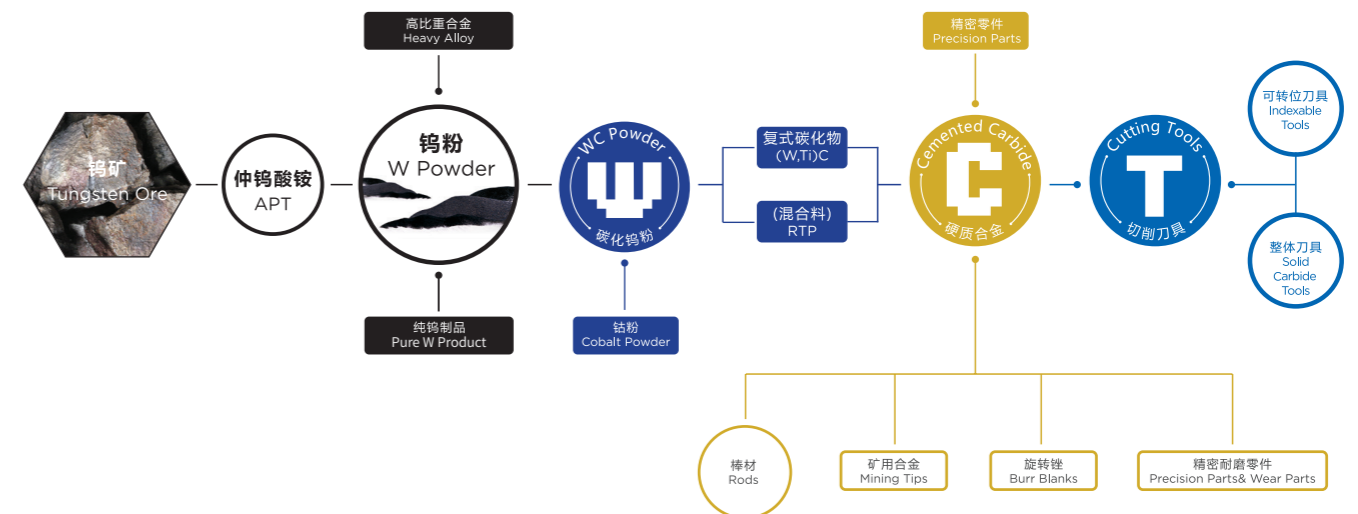 高比重合金
Heavy Alloy
精密零件
Precision Parts
钨矿
Tungsten Ore
仲钨酸铵
APT
钨粉
W Powder
纯钨制品
Pure W Product
WC Powder
W
碳化钨粉
钴粉
Cobalt Powder
复式碳化物
(W,Ti)C
(混合料)
RTP
Cemented Carbide
C
硬质合金
Cutting Tools
T
切削刀具
可转位刀具
Indexable
Tools
整体刀具
Solid
Carbide
Tools
棒材
Rods
矿用合金
Mining Tips
旋转锉
Burr Blanks
精密耐磨零件
Precision Parts& Wear Parts